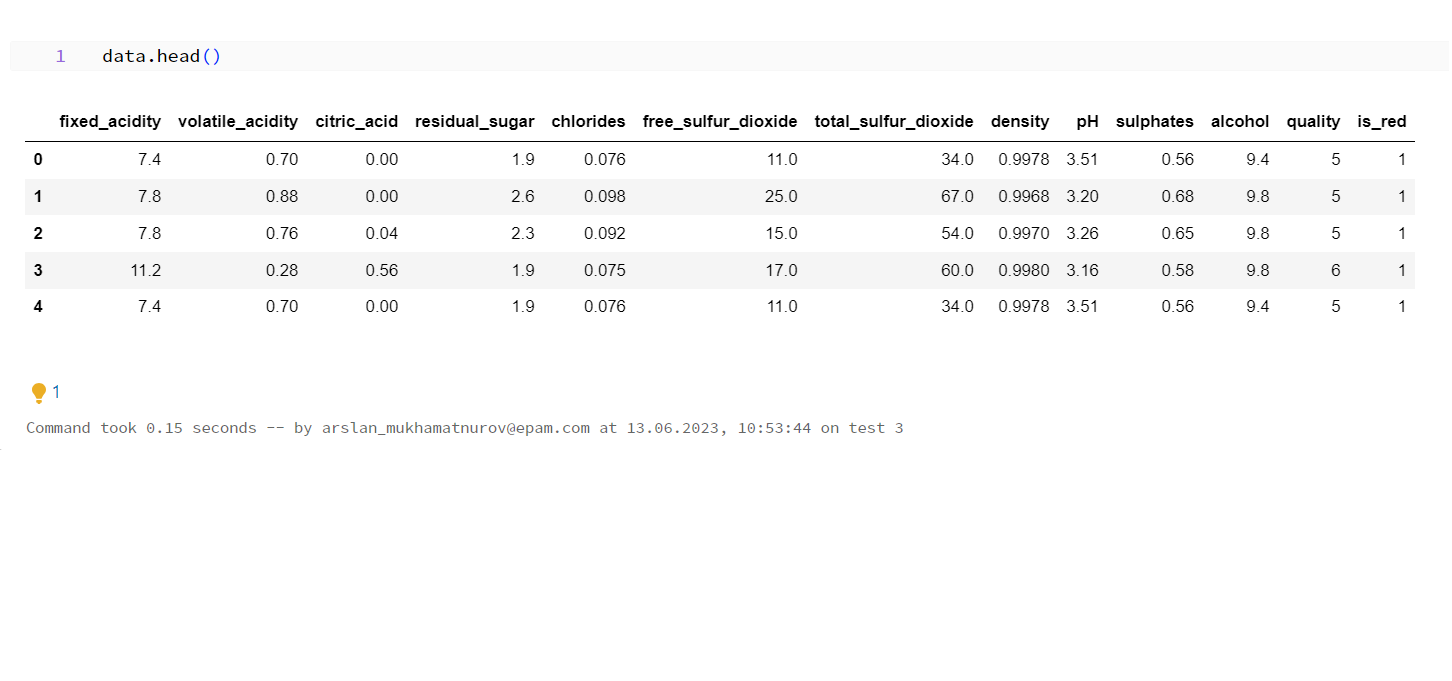 1 data.head()
fixed_acidity volatile_acidity citric_acid residual_sugar chlorides free_sulfur_dioxide total_sulfur_dioxide density pH sulphates alcohol quality is_red
0 7.4 0.70 0.00 1.9 0.076 11.0 34.0 0.9978 3.51 0.56 9.4 5 1
1 7.8 0.88 0.00 2.6 0.098 25.0 67.0 0.9968 3.20 0.68 9.8 5 1
2 7.8 0.76 0.04 2.3 0.092 15.0 54.0 0.9970 3.26 0.65 9.8 5 1
3 11.2 0.28 0.56 1.9 0.075 17.0 60.0 0.9980 3.16 0.58 9.8 6 1
4 7.4 0.70 0.00 1.9 0.076 11.0 34.0 0.9978 3.51 0.56 9.4 5 1
1
Command took 0.15 seconds -- by arslan_mukhamatnurov@epam.com at 13.06.2023, 10:53:44 on test 3